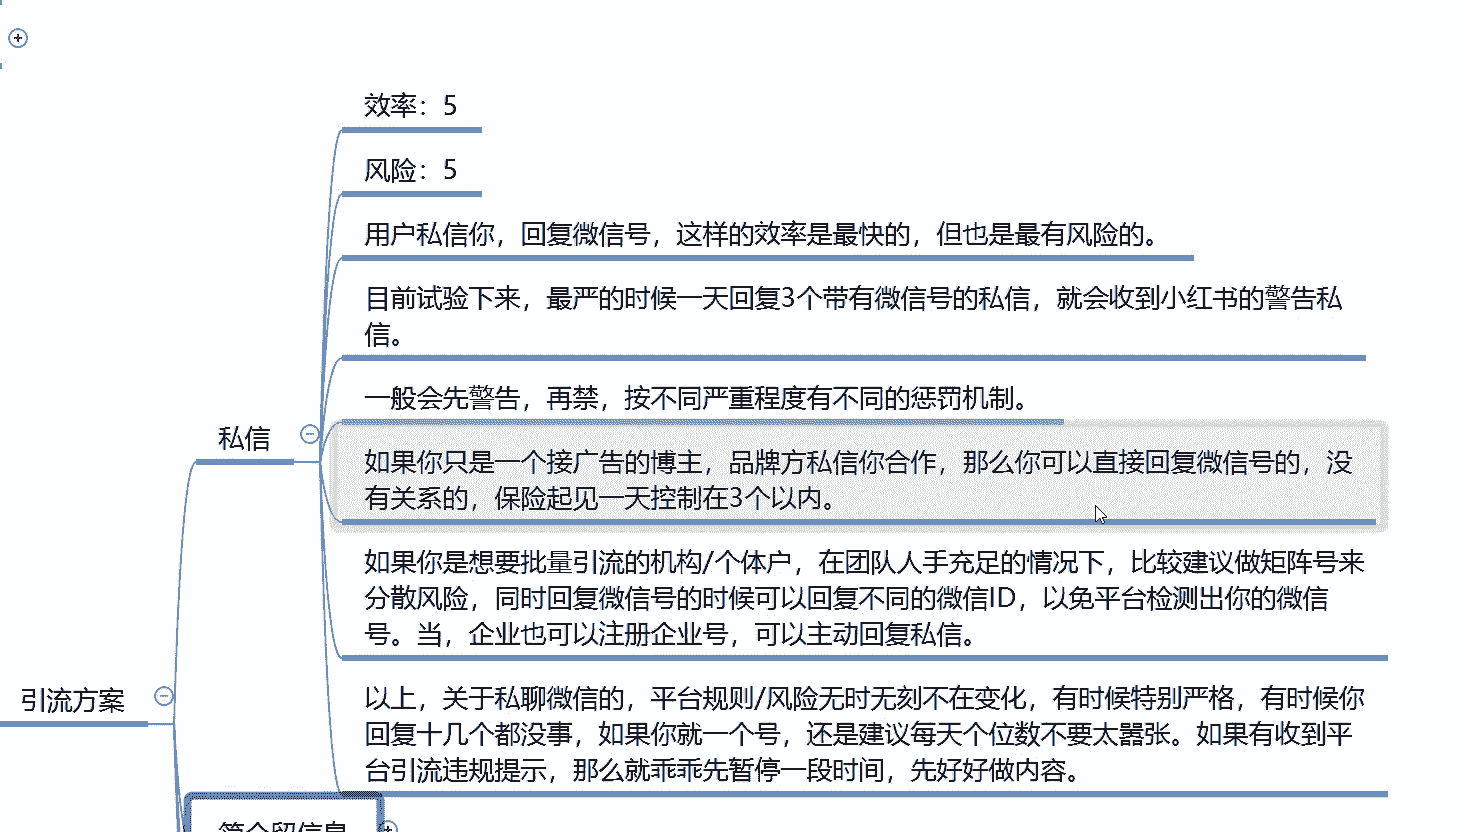 效率：5
风险：5
用户私信你，回复微信号，这样的效率是最快的，但也是最有风险的。
目前试验下来，最严的时候一天回复3个带有微信号的私信，就会收到小红书的警告私
信。
一般会先警告，再禁，按不同严重程度有不同的惩罚机制。
私信
如果你只是一个接广告的博主，品牌方私信你合作，那么你可以直接回复微信号的，没
有关系的，保险起见一天控制在3个以内。
如果你是想要批量引流的机构/个体户，在团队人手充足的情况下，比较建议做矩阵号来
分散风险，同时回复微信号的时候可以回复不同的微信ID，以免平台检测出你的微信
号。当，企业也可以注册企业号，可以主动回复私信。
引流方案
以上，关于私聊微信的，平台规则/风险无时无刻不在变化，有时候特别严格，有时候你
回复十几个都没事，如果你就一个号，还是建议每天个位数不要太嚣张。如果有收到平
台引流违规提示，那么就乖乖先暂停一段时间，先好好做内容。
简介留信息